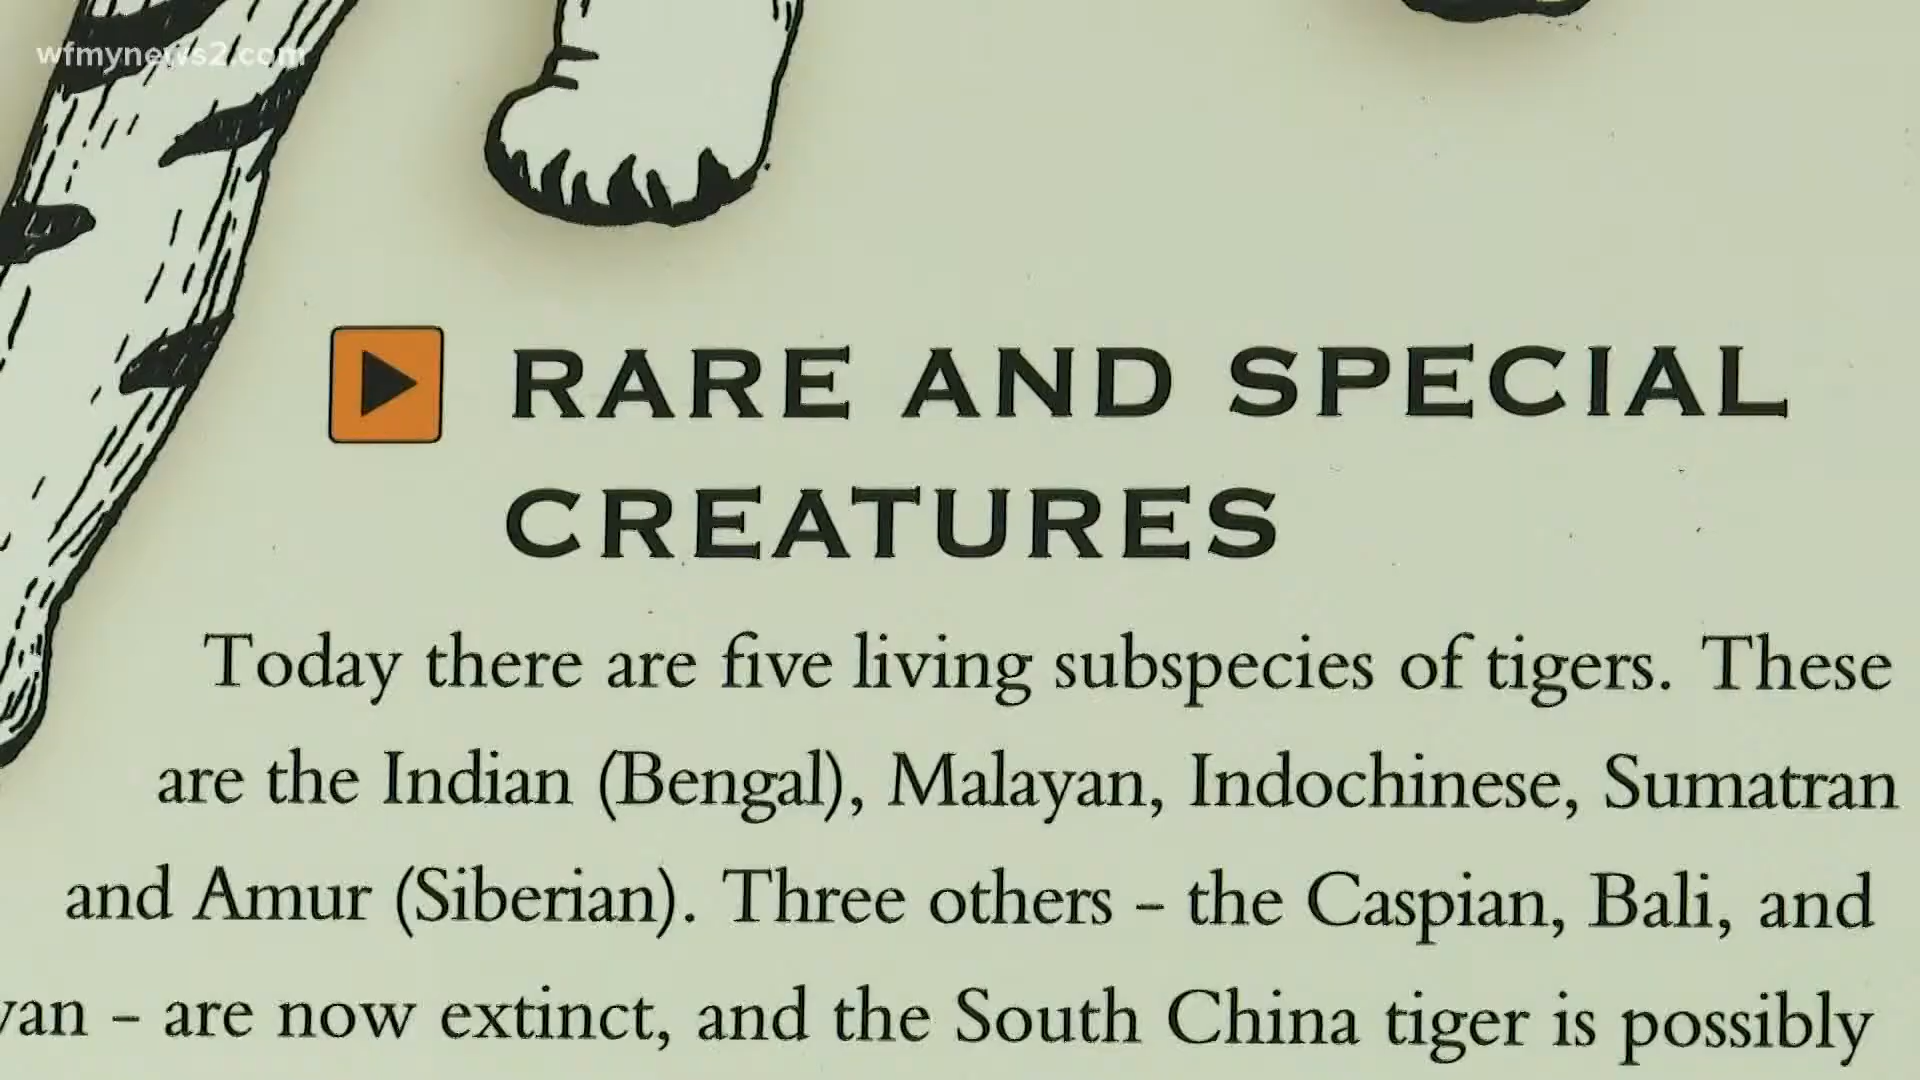 wfmynews2.com
RARE AND SPECIAL
CREATURES
Today there are five living subspecies of tigers. These
are the Indian (Bengal), Malayan, Indochinese, Sumatran
and Amur (Siberian). Three others - the Caspian, Bali, and
- are now extinct, and the South China tiger is possibly